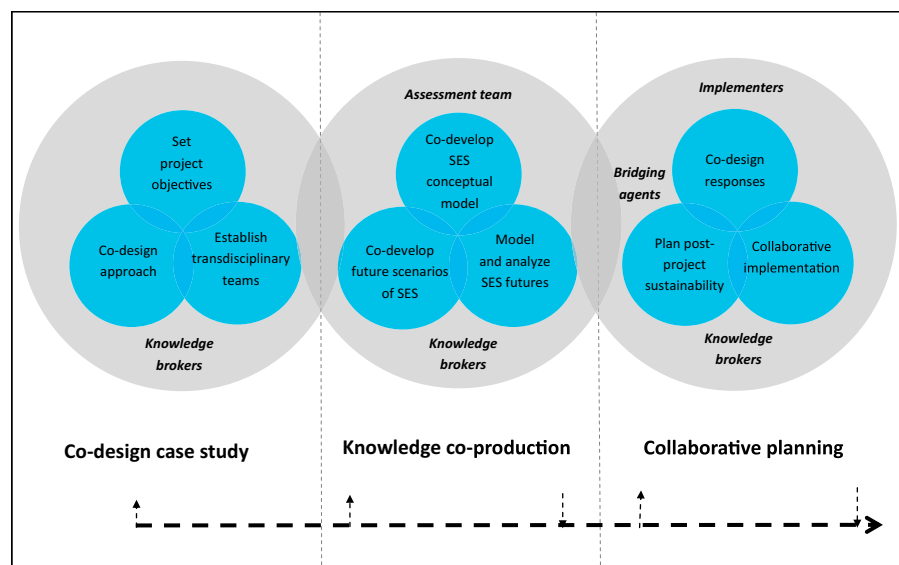 Set
project
objectives
Co-design
approach
Establish
transdisciplinary
teams
Knowledge
brokers
Assessment team
Co-develop
SES
conceptual
model
Co-develop
future scenarios
of SES
Model
and analyze
SES futures
Knowledge
brokers
Implementers
Bridging
agents
Co-design
responses
Plan post-
project
sustainability
Collaborative
implementation
Knowledge
brokers
Co-design case study
Knowledge co-production
Collaborative planning